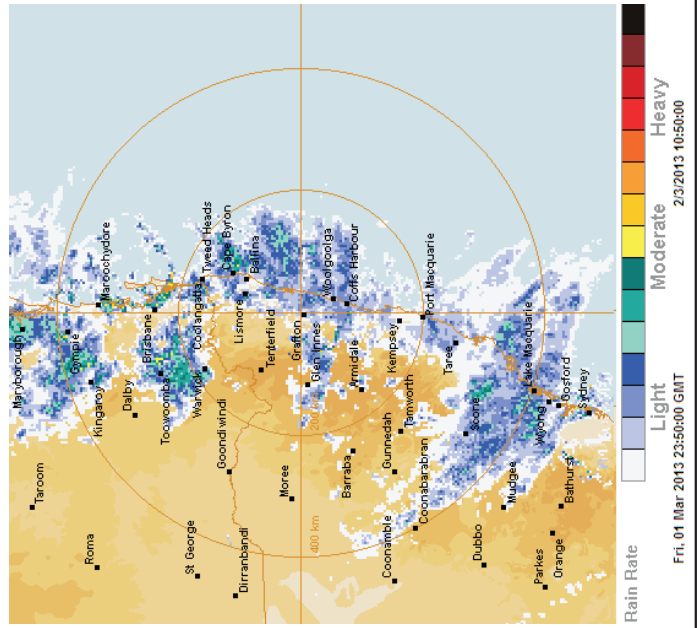 Maryborough
Taroom
Gympie
Maroochydore
Roma
Kingaroy
Dalby
Brisbane
Toowoomba
St George
Warwick
Coolangatta
Tweed Heads
Goondiwindi
Dirranbandi
Cape Byron
Ballina
Lismore
Tenterfield
Moree
Grafton
Glen Innes
Woolgoolga
Coffs Harbour
200 km
400 km
Barraba
Armidale
Coonamble
Gunnedah
Tamworth
Kempsey
Port Macquarie
Coonabarabran
Taree
Dubbo
Scone
Mudgee
Lake Macquarie
Parkes
Orange
Bathurst
Wyong
Gosford
Sydney
Rain Rate
Light
Moderate
Heavy
Fri. 01 Mar 2013 23:50:00 GMT
2/3/2013 10:50:00